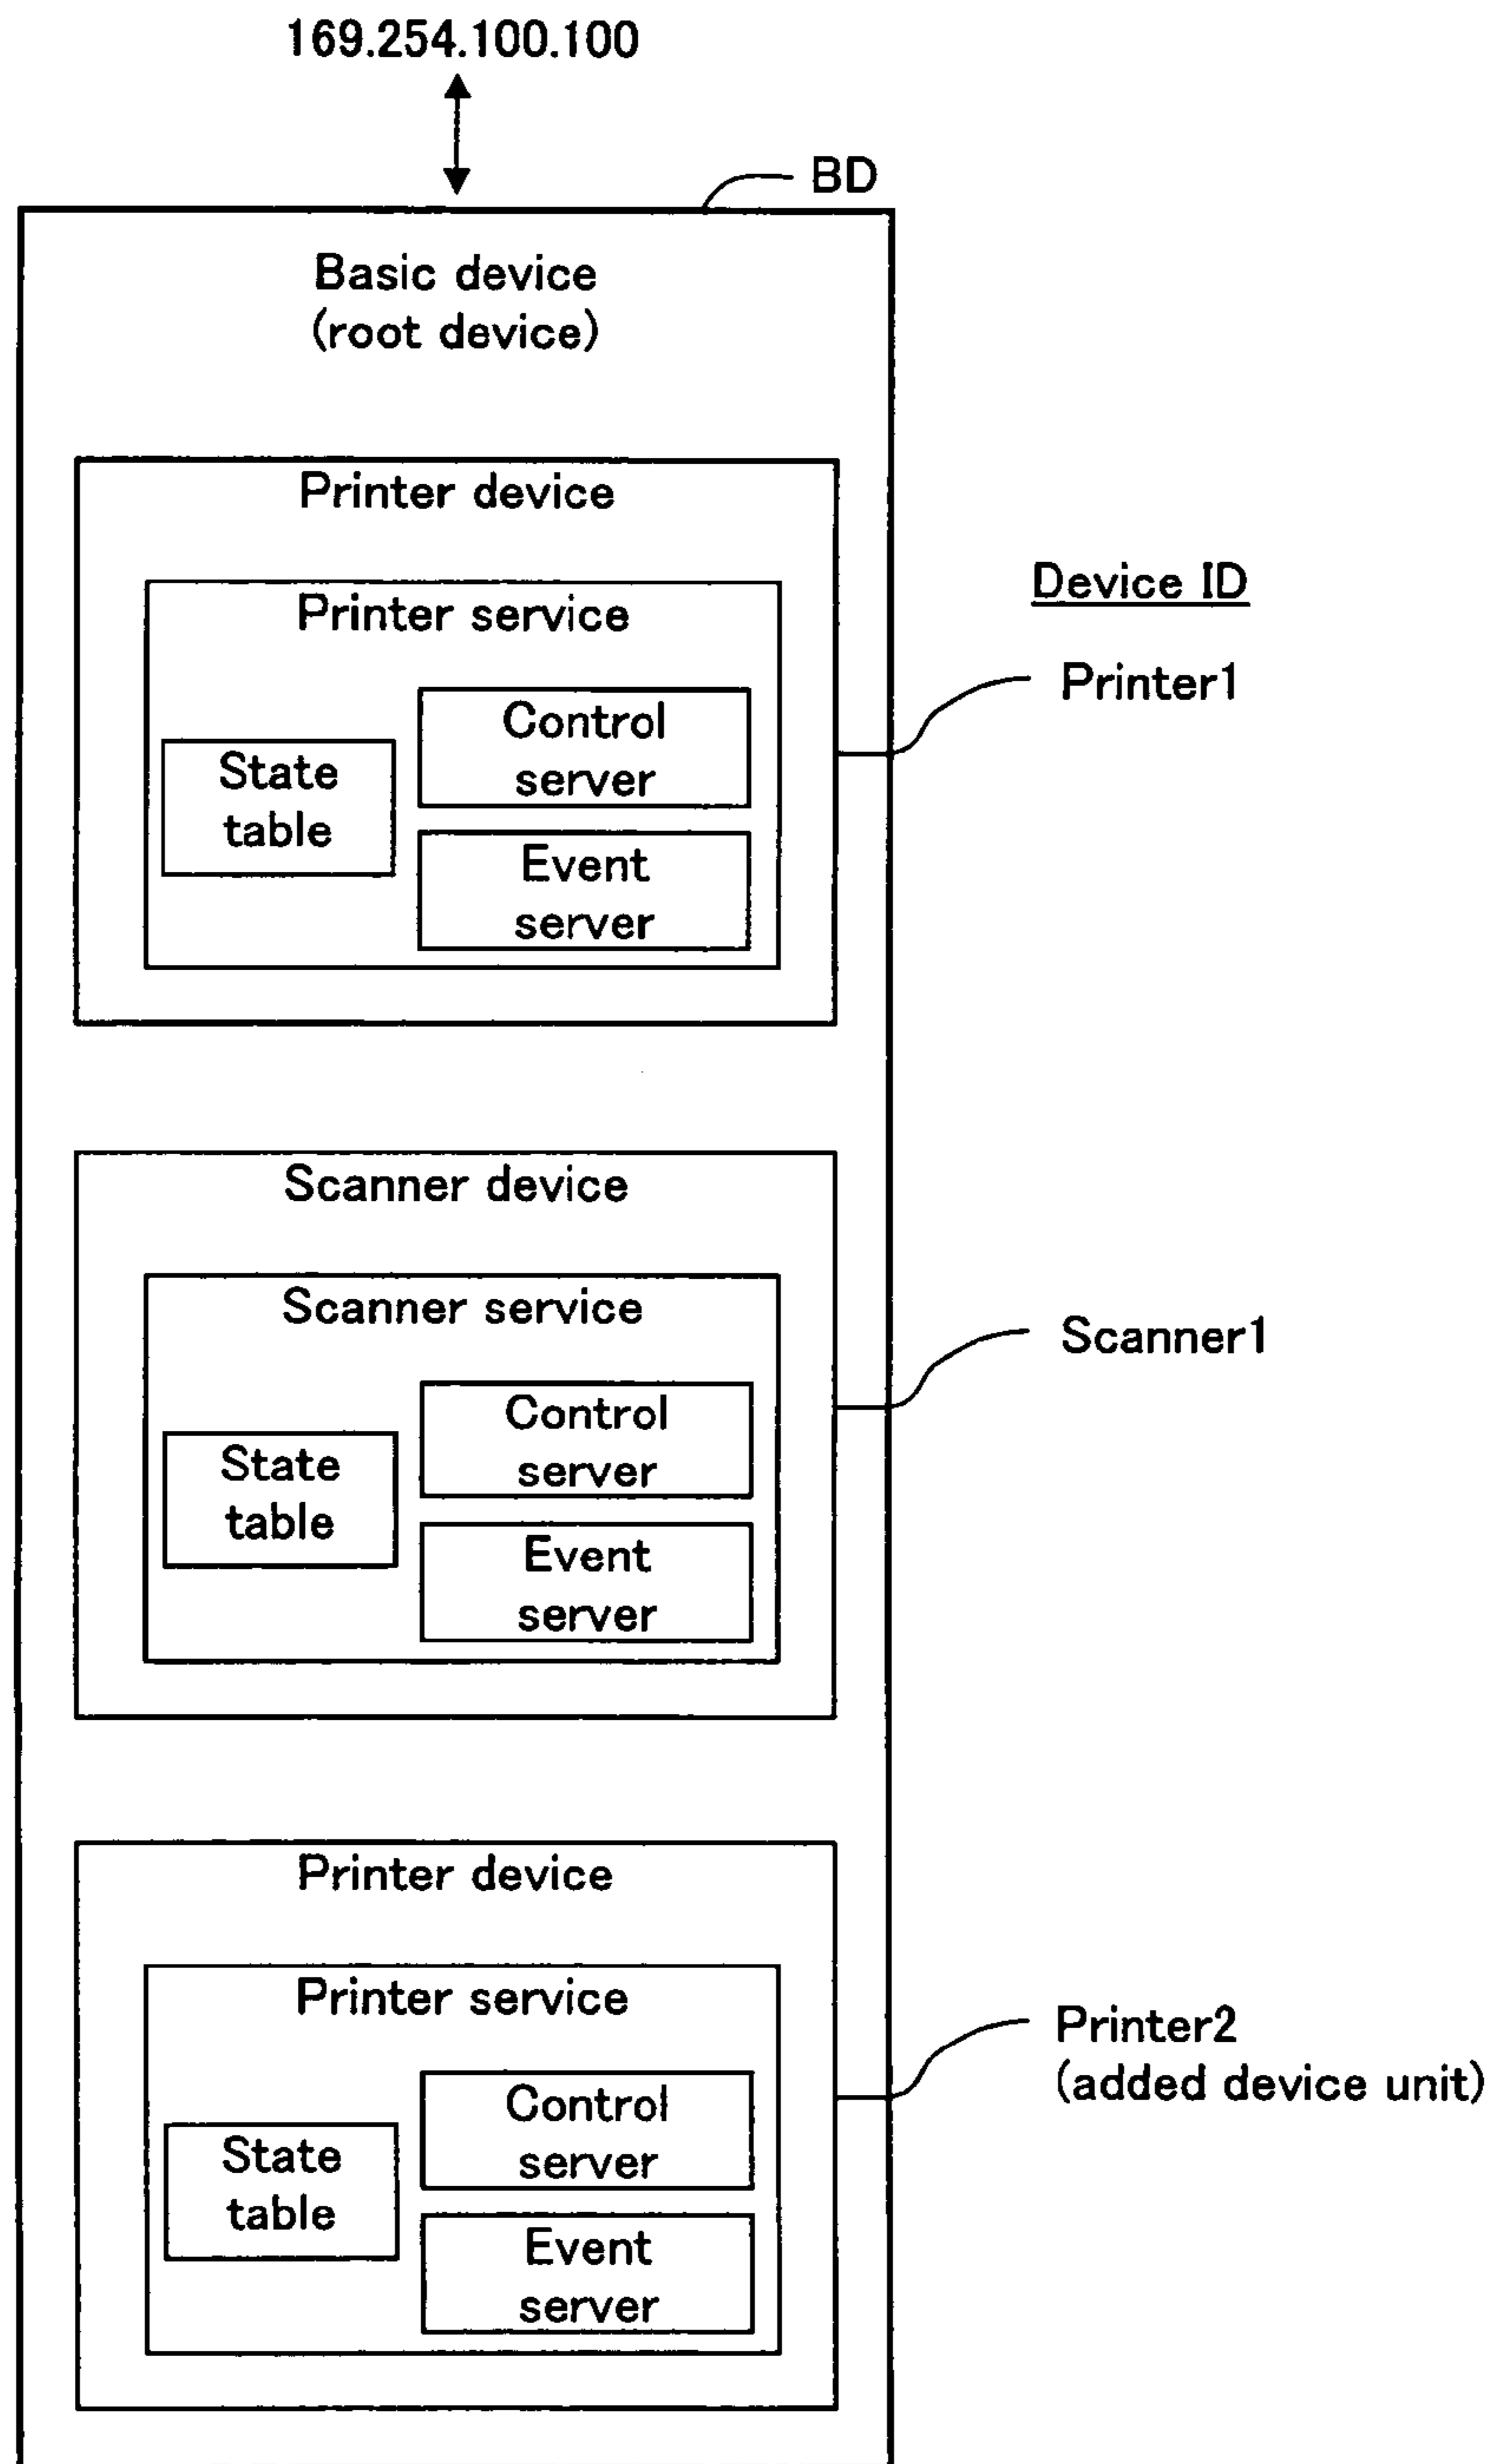 169.254.100.100
BD
Basic device
(root device)
Printer device
Printer service
Device ID
Printer1
Control
server
State
table
Event
server
Scanner device
Scanner service
Scanner1
Control
server
State
table
Event
server
Printer device
Printer service
Printer2
(added device unit)
Control
server
State
table
Event
server